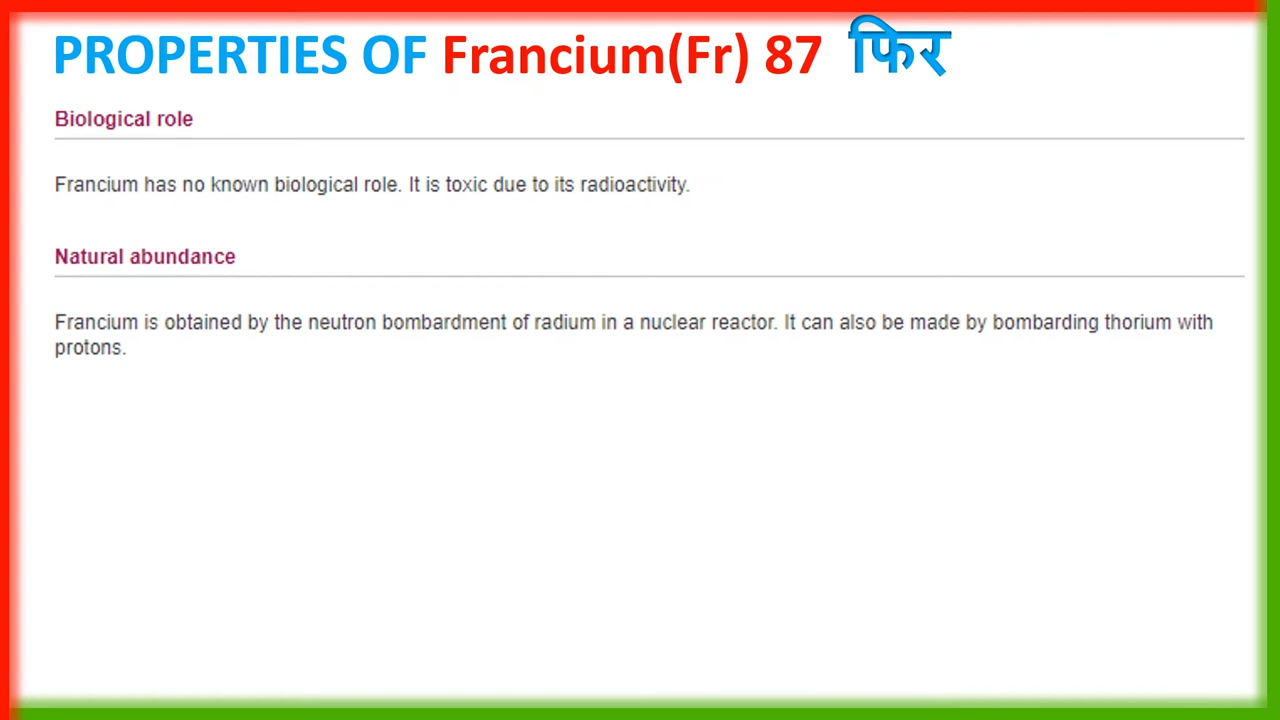 PROPERTIES OF Francium(Fr) 87 फिर
Biological role
Francium has no known biological role. It is toxic due to its radioactivity.
Natural abundance
Francium is obtained by the neutron bombardment of radium in a nuclear reactor. It can also be made by bombarding thorium with
protons.